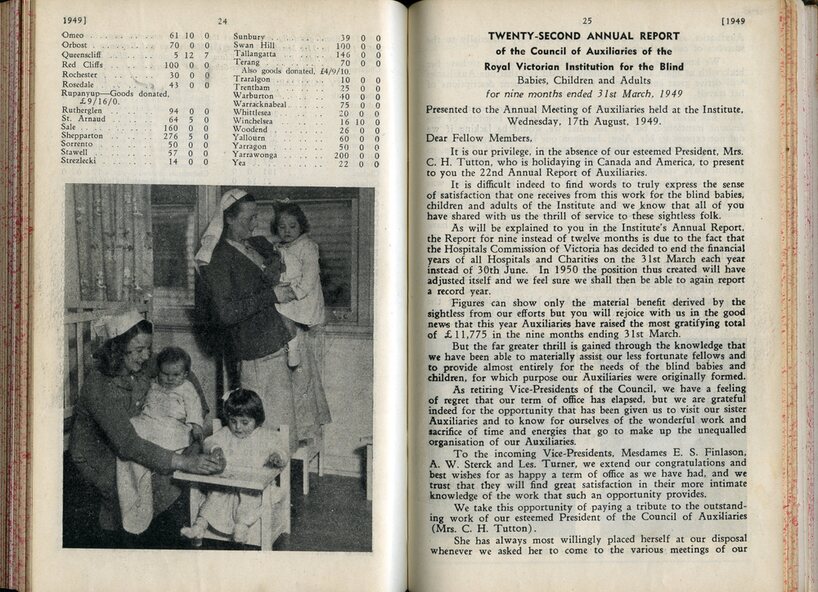 1949]
24
Omeo . . . . . . 61 10 0
Orbost . . . . . . 70 0 0
Queenscliff . . . . . . 5 12 7
Red Cliffs . . . . . . 100 0 0
Rochester . . . . . . 30 0 0
Rosedale . . . . . . 43 0 0
Rupanyup—Goods donated,
£9/16/0.
Rutherglen . . . . . . 94 0 0
St. Arnaud . . . . . . 64 5 0
Sale . . . . . . 160 0 0
Shepparton . . . . . . 276 5 0
Sorrento . . . . . . 50 0 0
Stawell . . . . . . 57 0 0
Strezlecki . . . . . . 14 0 0
Sunbury . . . . . . 39 0 0
Swan Hill . . . . . . 100 0 0
Tallangatta . . . . . . 146 0 0
Terang . . . . . . 70 0 0
Also goods donated, £4/9/10.
Traralgon . . . . . . 10 0 0
Trentham . . . . . . 25 0 0
Warburton . . . . . . 40 0 0
Warracknabeal . . . . . . 75 0 0
Whittlesea . . . . . . 20 0 0
Winchelsea . . . . . . 16 10 0
Woodend . . . . . . 26 0 0
Yallourn . . . . . . 60 0 0
Yarragon . . . . . . 50 0 0
Yarrawonga . . . . . . 200 0 0
Yea . . . . . . 22 0 0
25
[1949
TWENTY-SECOND ANNUAL REPORT
of the Council of Auxiliaries of the
Royal Victorian Institution for the Blind
Babies, Children and Adults
for nine months ended 31st March, 1949
Presented to the Annual Meeting of Auxiliaries held at the Institute,
Wednesday, 17th August, 1949.
Dear Fellow Members,
It is our privilege, in the absence of our esteemed President, Mrs.
C. H. Tutton, who is holidaying in Canada and America, to present
to you the 22nd Annual Report of Auxiliaries.
It is difficult indeed to find words to truly express the sense
of satisfaction that one receives from this work for the blind babies,
children and adults of the Institute and we know that all of you
have shared with us the thrill of service to these sightless folk.
As will be explained to you in the Institute's Annual Report,
the Report for nine instead of twelve months is due to the fact that
the Hospitals Commission of Victoria has decided to end the financial
years of all Hospitals and Charities on the 31st March each year
instead of 30th June. In 1950 the position thus created will have
adjusted itself and we feel sure we shall then be able to again report
a record year.
Figures can show only the material benefit derived by the
sightless from our efforts but you will rejoice with us in the good
news that this year Auxiliaries have raised the most gratifying total
of £11,775 in the nine months ending 31st March.
But the far greater thrill is gained through the knowledge that
we have been able to materially assist our less fortunate fellows and
to provide almost entirely for the needs of the blind babies and
children, for which purpose our Auxiliaries were originally formed.
As retiring Vice-Presidents of the Council, we have a feeling
of regret that our term of office has elapsed, but we are grateful
indeed for the opportunity that has been given us to visit our sister
Auxiliaries and to know for ourselves of the wonderful work and
sacrifice of time and energies that go to make up the unequalled
organisation of our Auxiliaries.
To the incoming Vice-Presidents, Mesdames E. S. Finlason,
A. W. Sterck and Les. Turner, we extend our congratulations and
best wishes for as happy a term of office as we have had, and we
trust that they will find great satisfaction in their more intimate
knowledge of the work that such an opportunity provides.
We take this opportunity of paying a tribute to the outstand-
ing work of our esteemed President of the Council of Auxiliaries
(Mrs. C. H. Tutton).
She has always most willingly placed herself at our disposal
whenever we asked her to come to the various meetings of our